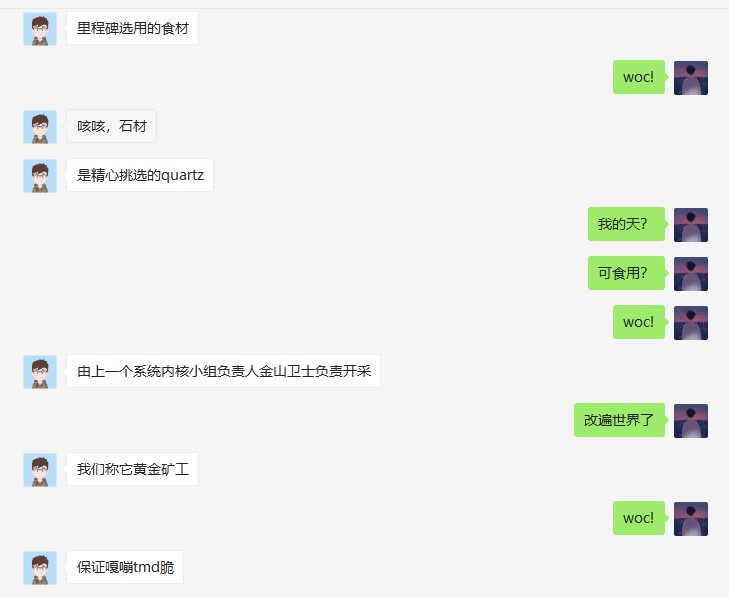 里程碑选用的食材
woc!
咳咳，石材
是精心挑选的quartz
我的天？
可食用？
woc!
由上一个系统内核小组负责人金山卫士负责开采
改遍世界了
我们称它黄金矿工
woc!
保证嘎嘣tmd脆